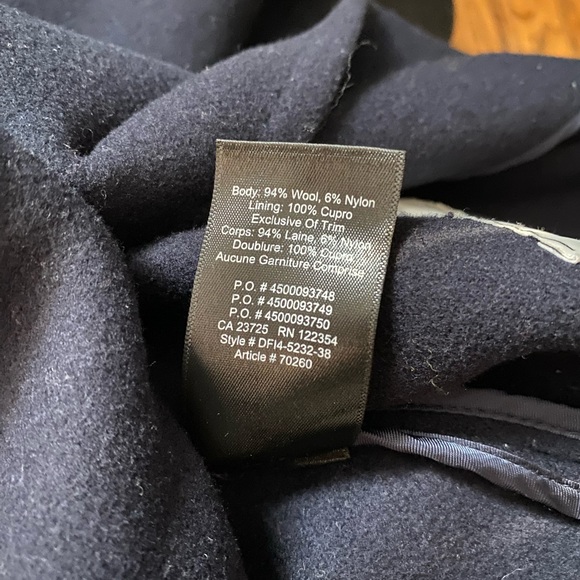 Body: 94% Wool, 6% Nylon
Lining: 100% Cupro
Exclusive Of Trim
Corps: 94% Laine, 6% Nylon
Doublure: 100% Cupro
Aucune Garniture Comprise
P.O. # 4500093748
P.O. # 4500093749
P.O. # 4500093750
CA 23725 RN 122354
Style # DFI4-5232-38
Article # 70260